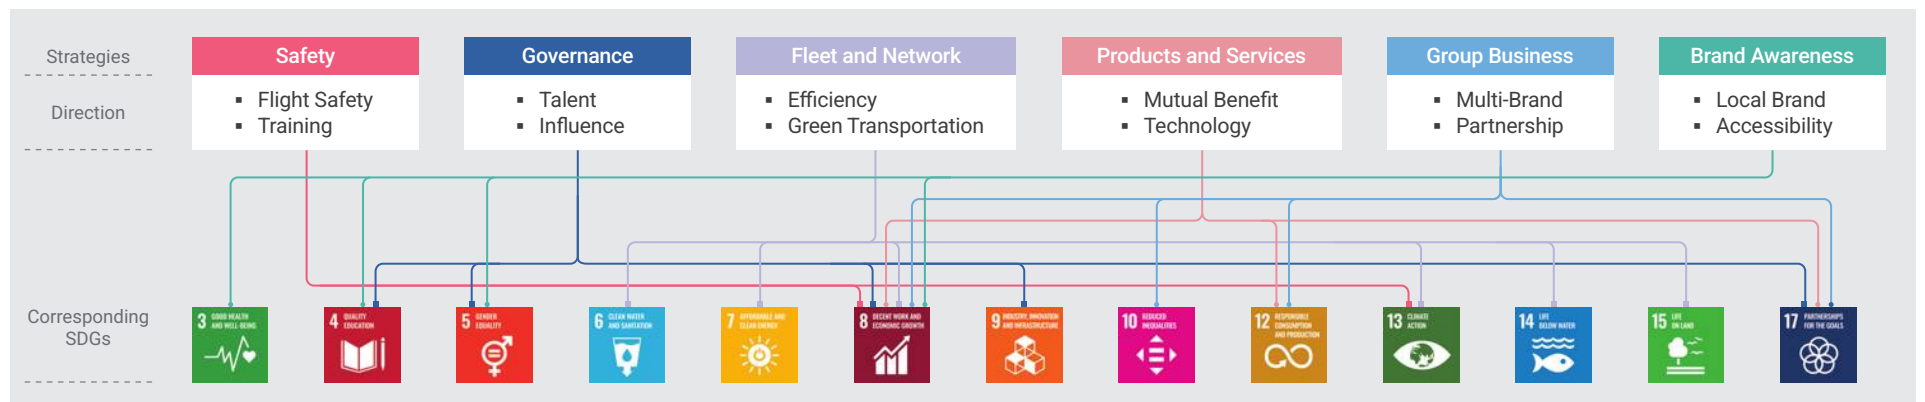 Strategies
Safety
Governance
Fleet and Network
Products and Services
Group Business
Brand Awareness
Direction
▪ Flight Safety
▪ Training
▪ Talent
▪ Influence
▪ Efficiency
▪ Green Transportation
▪ Mutual Benefit
▪ Technology
▪ Multi-Brand
▪ Partnership
▪ Local Brand
▪ Accessibility
Corresponding
SDGs
3 GOOD HEALTH
AND WELL-BEING
4 QUALITY
EDUCATION
5 GENDER
EQUALITY
6 CLEAN WATER
AND SANITATION
7 AFFORDABLE AND
CLEAN ENERGY
8 DECENT WORK AND
ECONOMIC GROWTH
9 INDUSTRY, INNOVATION
AND INFRASTRUCTURE
10 REDUCED
INEQUALITIES
12 RESPONSIBLE
CONSUMPTION
AND PRODUCTION
13 CLIMATE
ACTION
14 LIFE
BELOW WATER
15 LIFE
ON LAND
17 PARTNERSHIPS
FOR THE GOALS